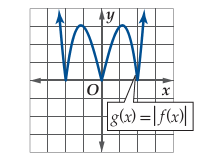 y
O
x
g(x) = |f(x)|